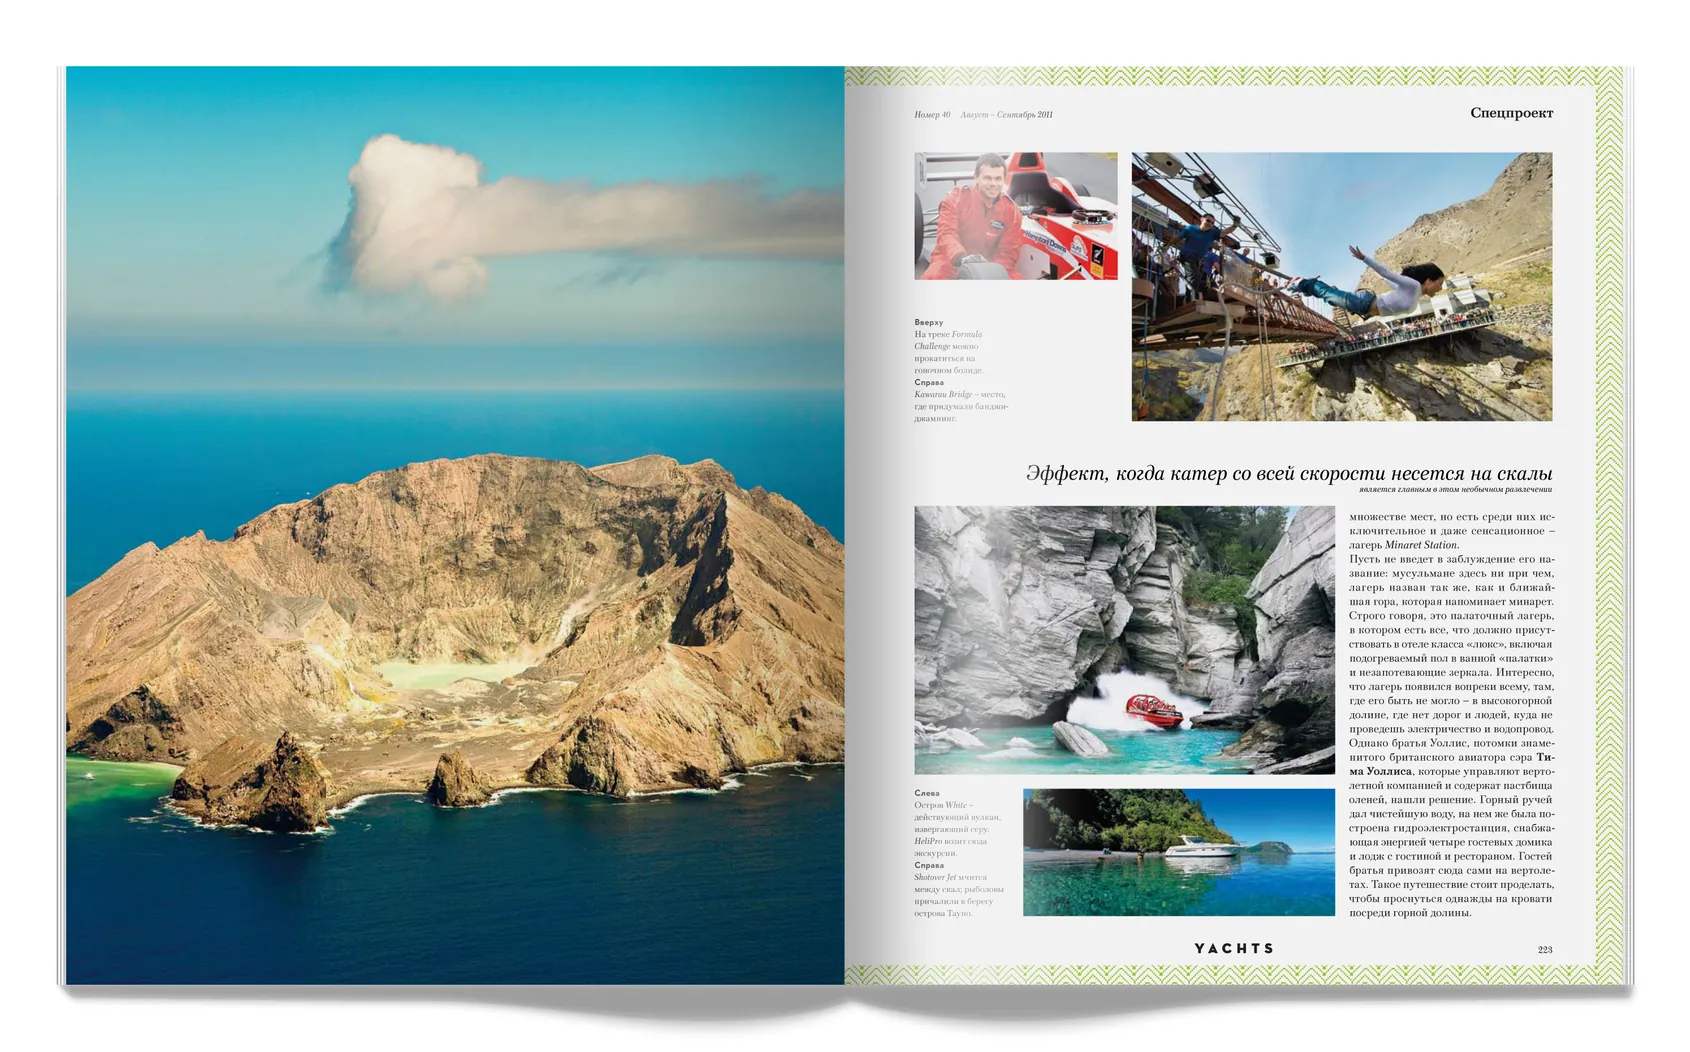 Номер 40 Август – Сентябрь 2011
Спецпроект
Hampton Downs
Вверху
На треке Formula
Challenge можно
прокатиться на
гоночном болиде.
Справа
Kawarau Bridge – место,
где придумали банджи-
джампинг.
Эффект, когда катер со всей скорости несется на скалы
является главным в этом необычном развлечении
Слева
Остров White –
действующий вулкан,
извергающий серу.
HeliPro возит сюда
экскурсии.
Справа
Shotover Jet мчится
между скал; рыболовы
причалили к берегу
острова Таупо.
множестве мест, но есть среди них ис-
ключительное и даже сенсационное –
лагерь Minaret Station.
Пусть не введет в заблуждение его на-
звание: мусульмане здесь ни при чем,
лагерь назван так же, как и ближай-
шая гора, которая напоминает минарет.
Строго говоря, это палаточный лагерь,
в котором есть все, что должно присут-
ствовать в отеле класса «люкс», включая
подогреваемый пол в ванной «палатки»
и незапотевающие зеркала. Интересно,
что лагерь появился вопреки всему, там,
где его быть не могло – в высокогорной
долине, где нет дорог и людей, куда не
проведешь электричество и водопровод.
Однако братья Уоллис, потомки знаме-
нитого британского авиатора сэра Ти-
ма Уоллиса, которые управляют верто-
летной компанией и содержат пастбища
оленей, нашли решение. Горный ручей
дал чистейшую воду, на нем же была по-
строена гидроэлектростанция, снабжа-
ющая энергией четыре гостевых домика
и лодж с гостиной и рестораном. Гостей
братья привозят сюда сами на вертоле-
тах. Такое путешествие стоит проделать,
чтобы проснуться однажды на кровати
посреди горной долины.
YACHTS
223